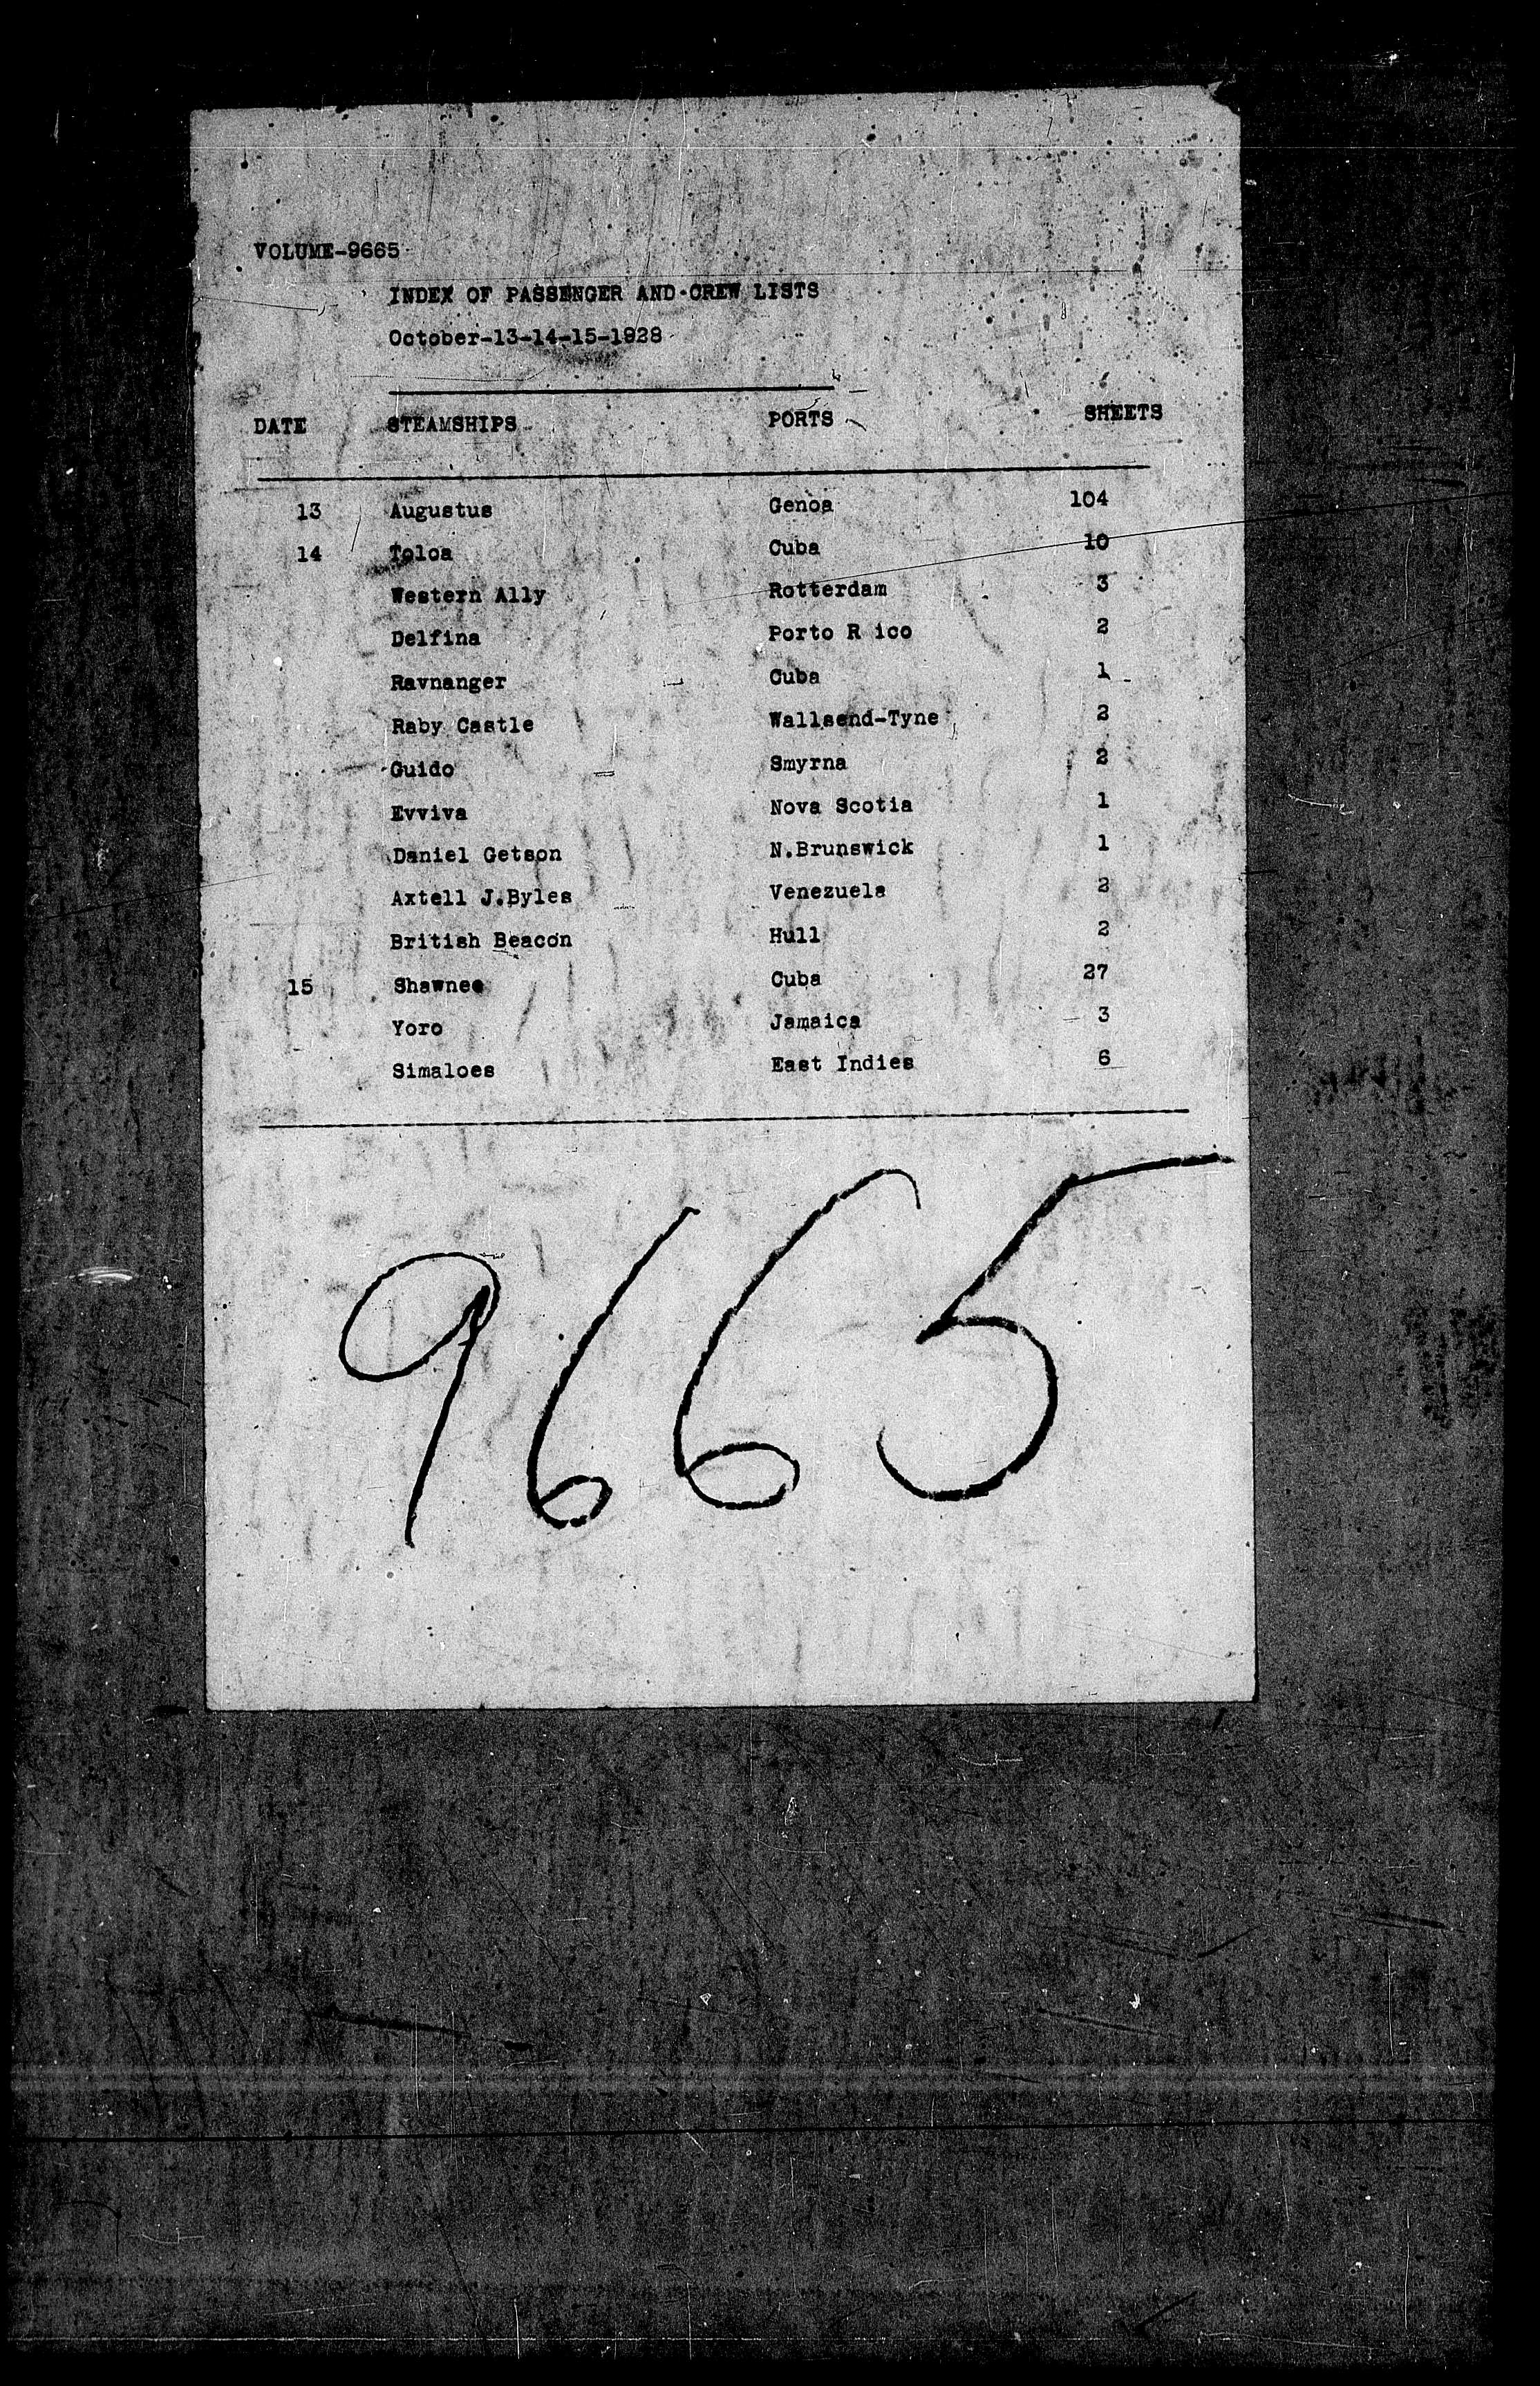 VOLUME-9665
INDEX OF PASSENGER AND CREW LISTS
October-13-14-15-1928
DATE STEAMSHIPS PORTS SHEETS
13 Augustus Genoa 104
14 Toloa Cuba 10
Western Ally Rotterdam 3
Delfina Porto R ico 2
Ravnanger Cuba 1
Raby Castle Wallsend-Tyne 2
Guido Smyrna 2
Evviva Nova Scotia 1
Daniel Getson N.Brunswick 1
Axtell J.Byles Venezuela 2
British Beacon Hull 2
15 Shawnee Cuba 27
Yoro Jamaica 3
Simaloes East Indies 6
9665